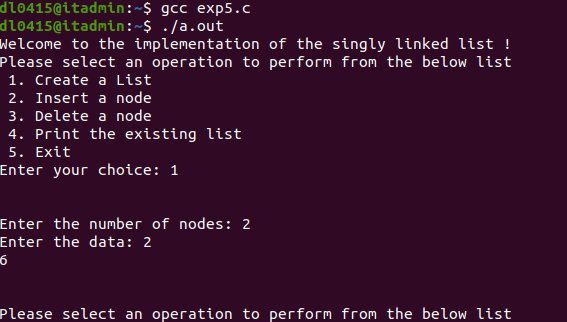 dl0415@itadmin:~$ gcc exp5.c
dl0415@itadmin:~$ ./a.out
Welcome to the implementation of the singly linked list !
Please select an operation to perform from the below list
1. Create a List
2. Insert a node
3. Delete a node
4. Print the existing list
5. Exit
Enter your choice: 1
Enter the number of nodes: 2
Enter the data: 2
6
Please select an operation to perform from the below list